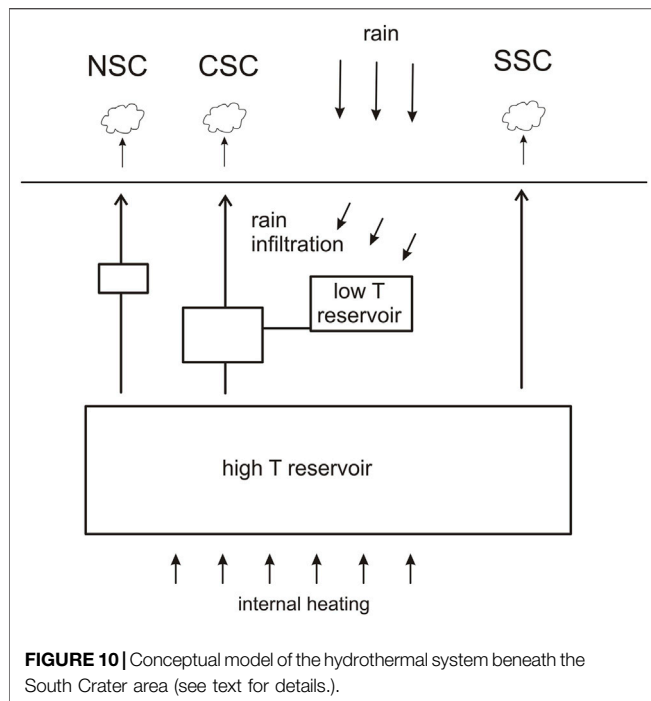 rain
NSC
CSC
SSC
rain
infiltration
low T
reservoir
high T reservoir
internal heating
FIGURE 10 | Conceptual model of the hydrothermal system beneath the
South Crater area (see text for details.).